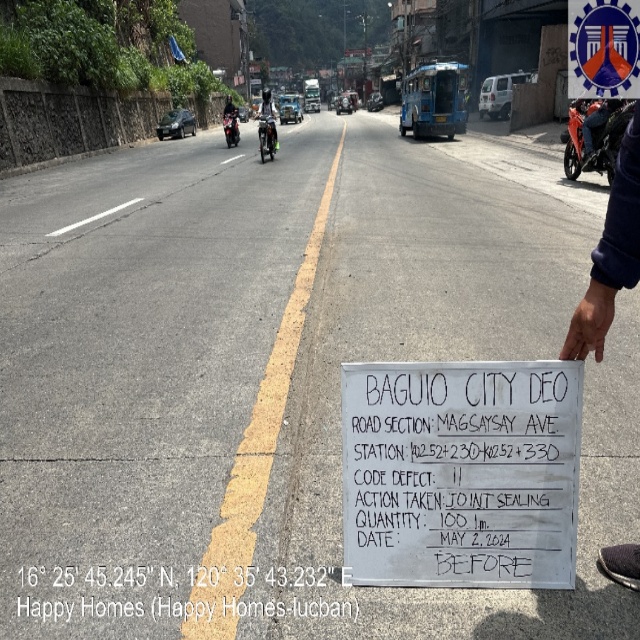 BAGUIO CITY DEO
ROAD SECTION: MAGSAYSAY AVE
STATION: K0252+230-K0252+330
CODE DEFECT: 11
ACTION TAKEN: JOINT SEALING
QUANTITY: 100 lm.
DATE: MAY 2, 2024
BEFORE
16° 25' 45.245" N, 120° 35' 43.232" E
Happy Homes (Happy Homes-lucban)